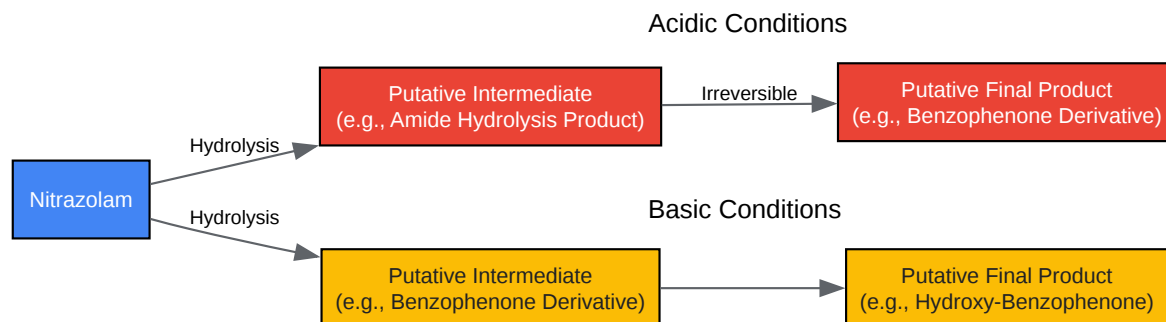 Acidic Conditions
Putative Intermediate
(e.g., Amide Hydrolysis Product)
Irreversible
Putative Final Product
(e.g., Benzophenone Derivative)
Hydrolysis
Nitrazolam
Hydrolysis
Basic Conditions
Putative Intermediate
(e.g., Benzophenone Derivative)
Putative Final Product
(e.g., Hydroxy-Benzophenone)